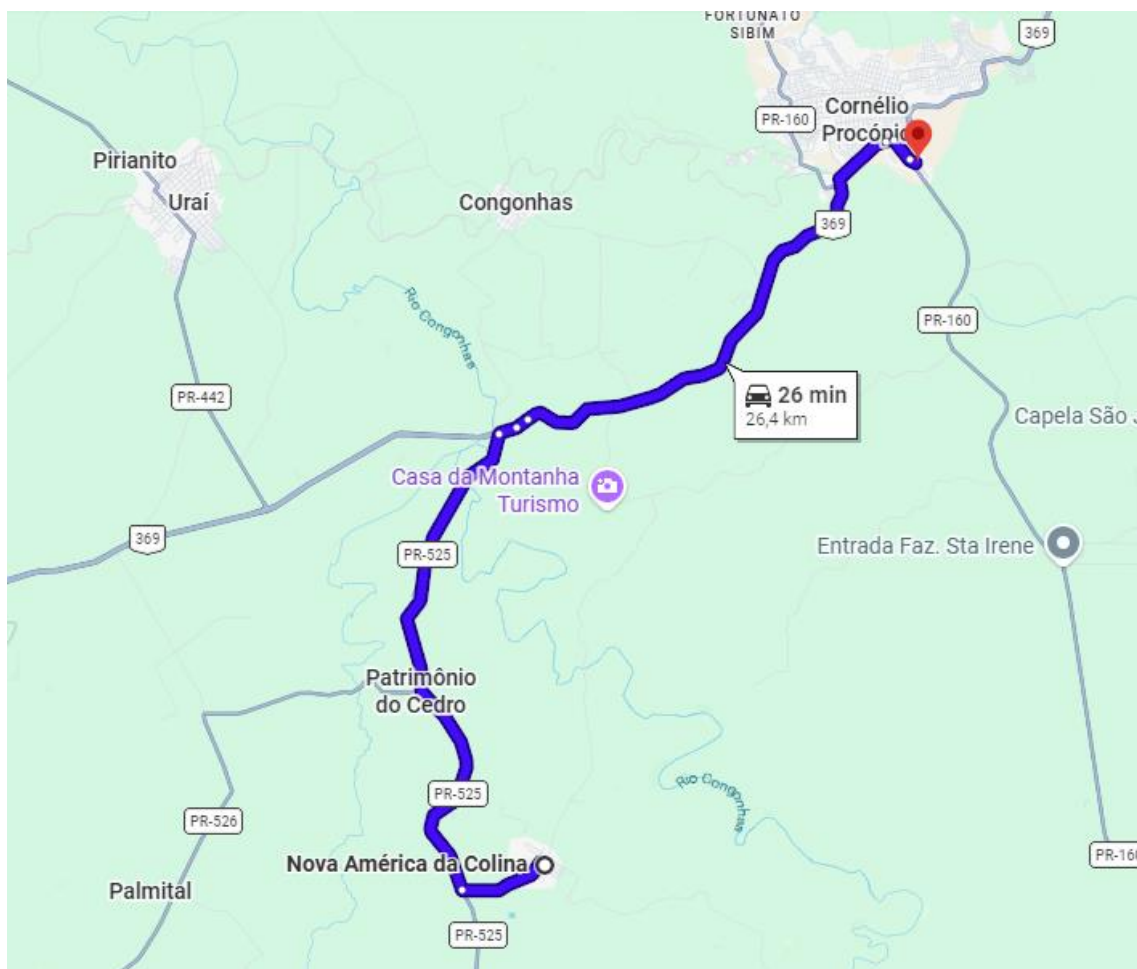 FORTUNATO
SIBIM
369
Cornélio
Procópio
PR-160
Pirianito
Uraí
Congonhas
369
Rio Congonhas
PR-160
26 min
26,4 km
PR-442
Capela São J
Casa da Montanha
Turismo
369
PR-525
Entrada Faz. Sta Irene
Patrimônio
do Cedro
Rio Congonhas
PR-525
PR-526
PR-160
Nova América da Colina
Palmital
PR-525